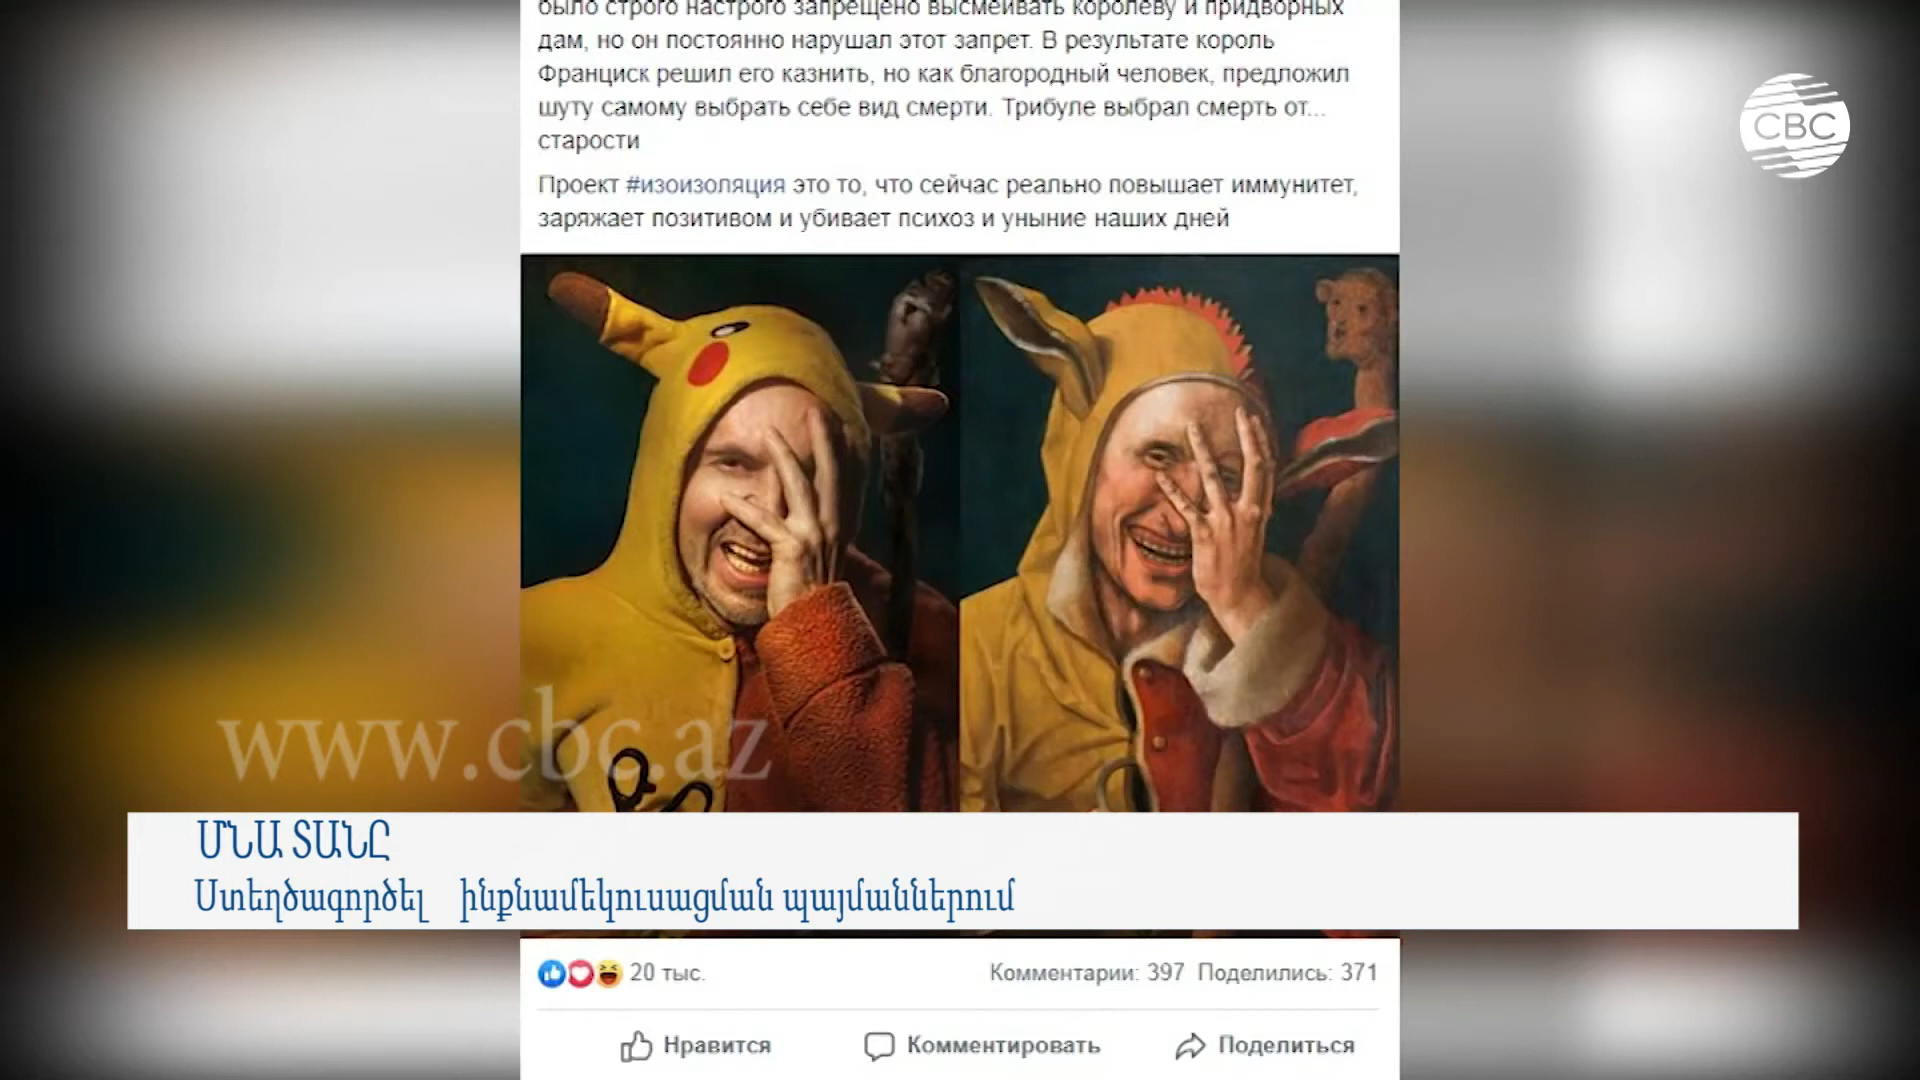 было строго настрого запрещено высмеивать королеву и придворных
дам, но он постоянно нарушал этот запрет. В результате король
Франциск решил его казнить, но как благородный человек, предложил
шуту самому выбрать себе вид смерти. Трибуле выбрал смерть от...
старости
Проект #изоизоляция это то, что сейчас реально повышает иммунитет,
заряжает позитивом и убивает психоз и уныние наших дней
CBC
www.cbc.az
ՄՆԱ ՏԱՆԸ
Ստեղծագործել ինքնամեկուսացման պայմաններում
20 тыс.
Комментарии: 397 Поделились: 371
Нравится
Комментировать
Поделиться